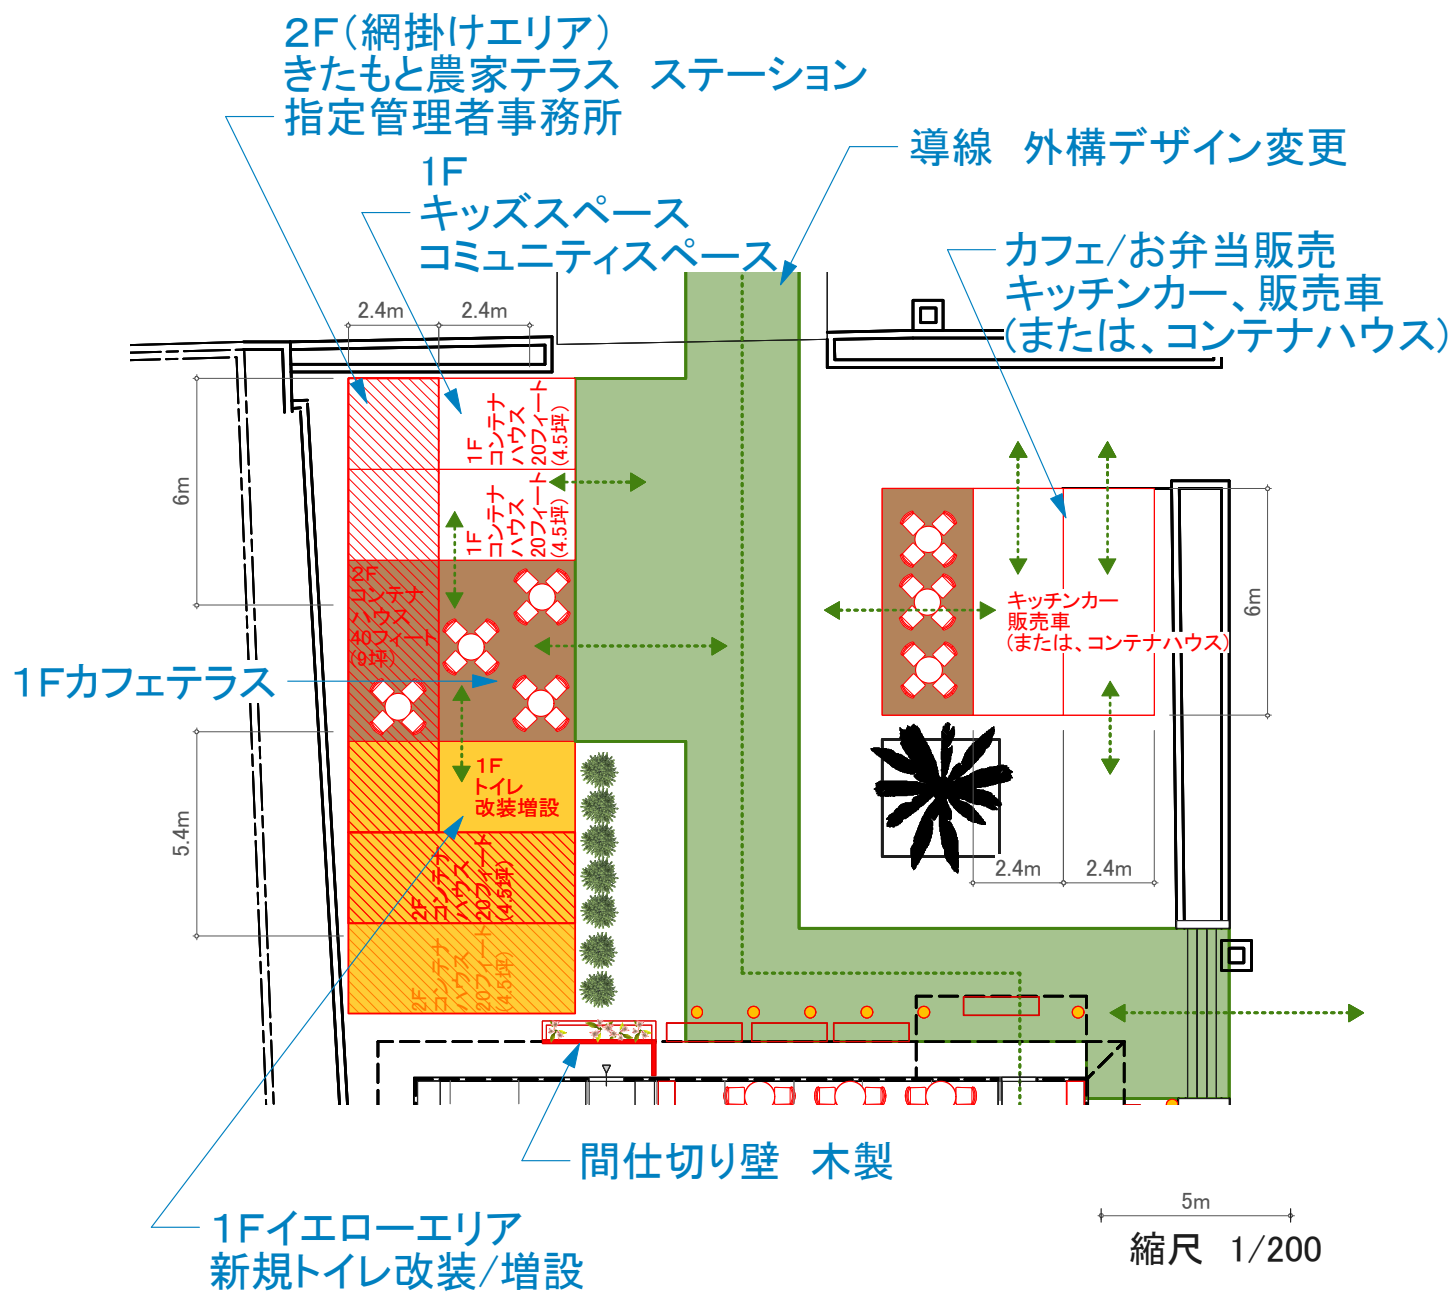 2F(網掛けエリア)
きたもと農家テラス　ステーション
指定管理者事務所
1F
キッズスペース
コミュニティスペース
導線　外構デザイン変更
カフェ/お弁当販売
キッチンカー、販売車
(または、コンテナハウス)
2.4m
2.4m
6m
1F
コンテナ
ハウス
20フィート
(4.5坪)
1F
コンテナ
ハウス
20フィート
(4.5坪)
2F
コンテナ
ハウス
40フィート
(9坪)
キッチンカー
販売車
(または、コンテナハウス)
6m
1Fカフェテラス
1F
トイレ
改装増設
5.4m
2F
コンテナ
ハウス
20フィート
(4.5坪)
2F
コンテナ
ハウス
20フィート
(4.5坪)
2.4m
2.4m
間仕切り壁　木製
1Fイエローエリア
新規トイレ改装/増設
5m
縮尺　1/200